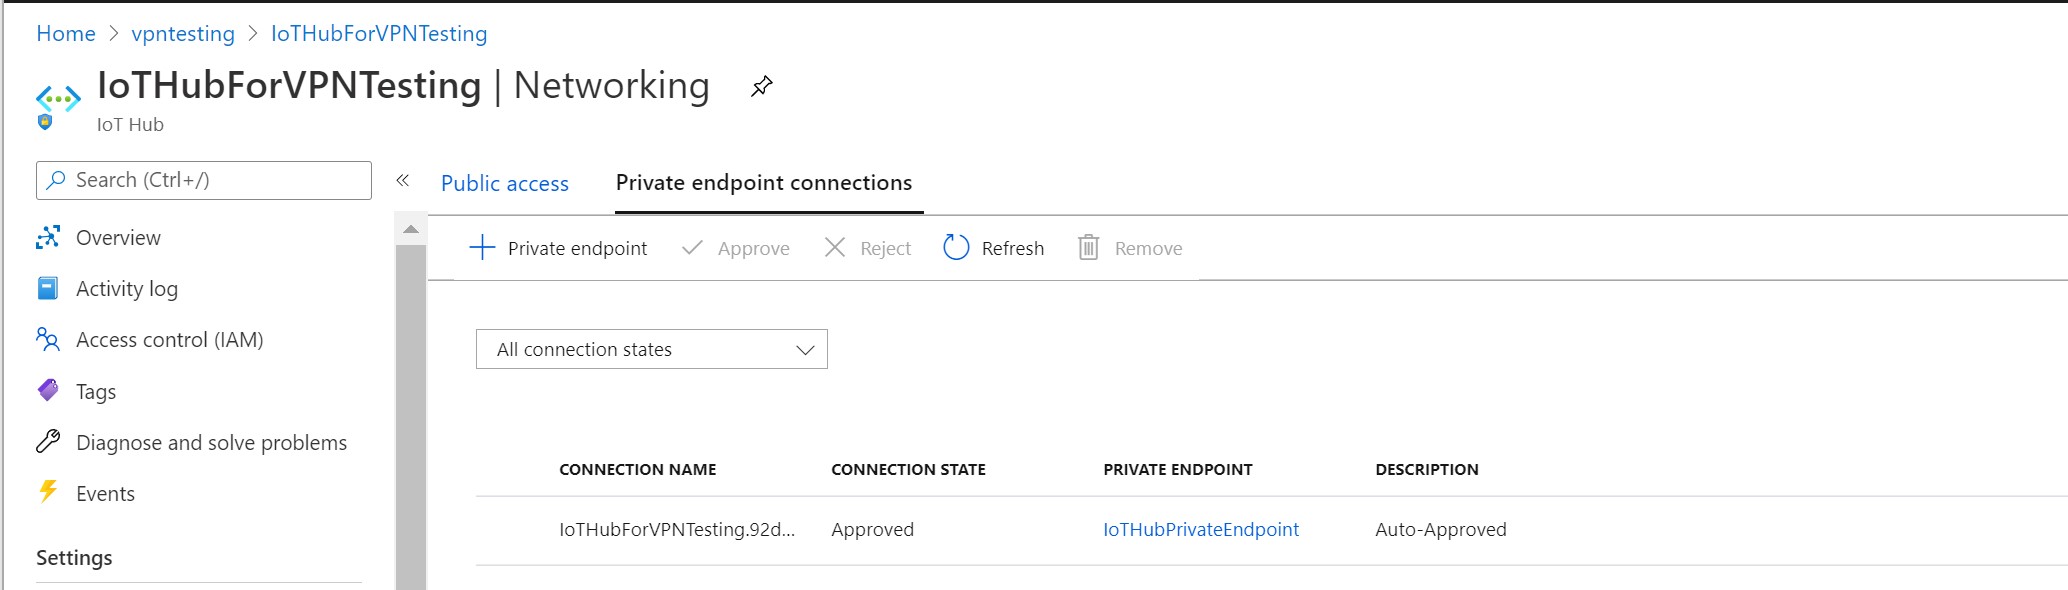 Home > vpntesting > IoTHubForVPNTesting
IoTHubForVPNTesting | Networking
IoT Hub
Search (Ctrl+/)
«
Overview
Activity log
Access control (IAM)
Tags
Diagnose and solve problems
Events
Settings
Public access Private endpoint connections
Private endpoint Approve Reject Refresh Remove
All connection states
CONNECTION NAME CONNECTION STATE PRIVATE ENDPOINT DESCRIPTION
IoTHubForVPNTesting.92d... Approved IoTHubPrivateEndpoint Auto-Approved